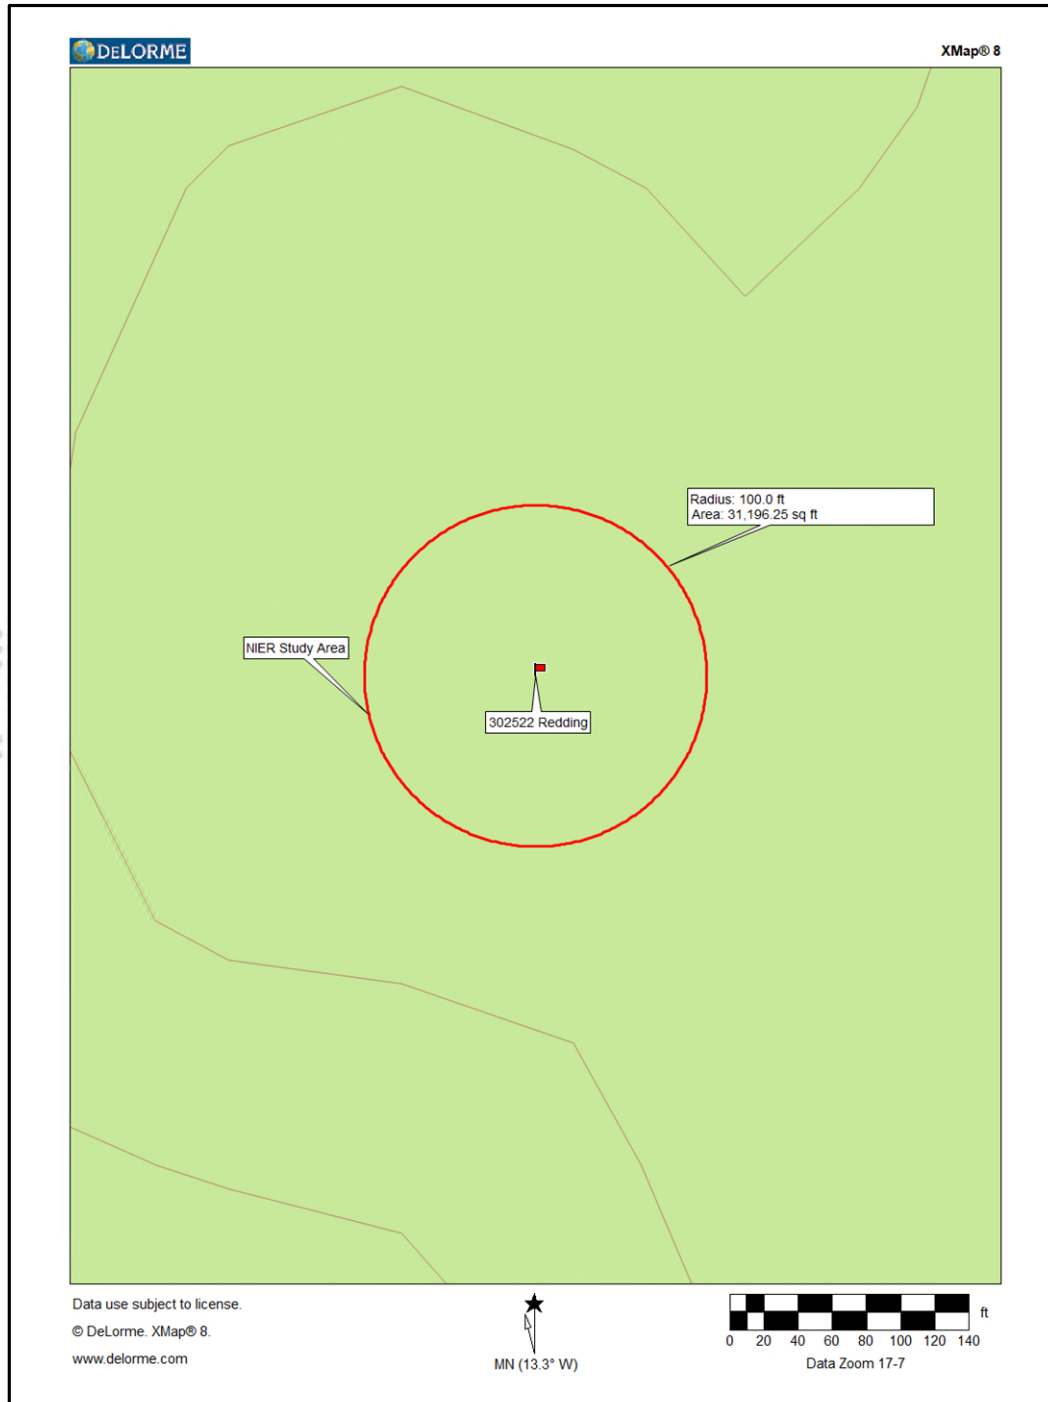 DELORME
XMap® 8
Radius: 100.0 ft
Area: 31,196.25 sq ft
NIER Study Area
302522 Redding
Data use subject to license.
© DeLorme. XMap® 8.
www.delorme.com
MN (13.3° W)
ft
0 20 40 60 80 100 120 140
Data Zoom 17-7